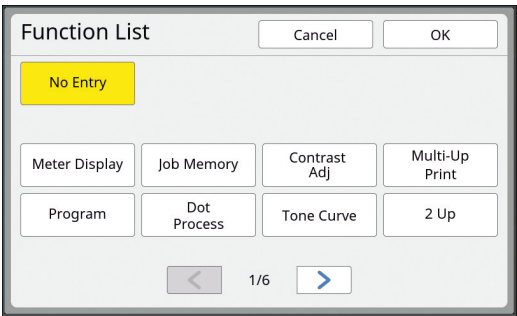 Function List
Cancel
OK
No Entry
Meter Display
Job Memory
Contrast
Adj
Multi-Up
Print
Program
Dot
Process
Tone Curve
2 Up
1/6